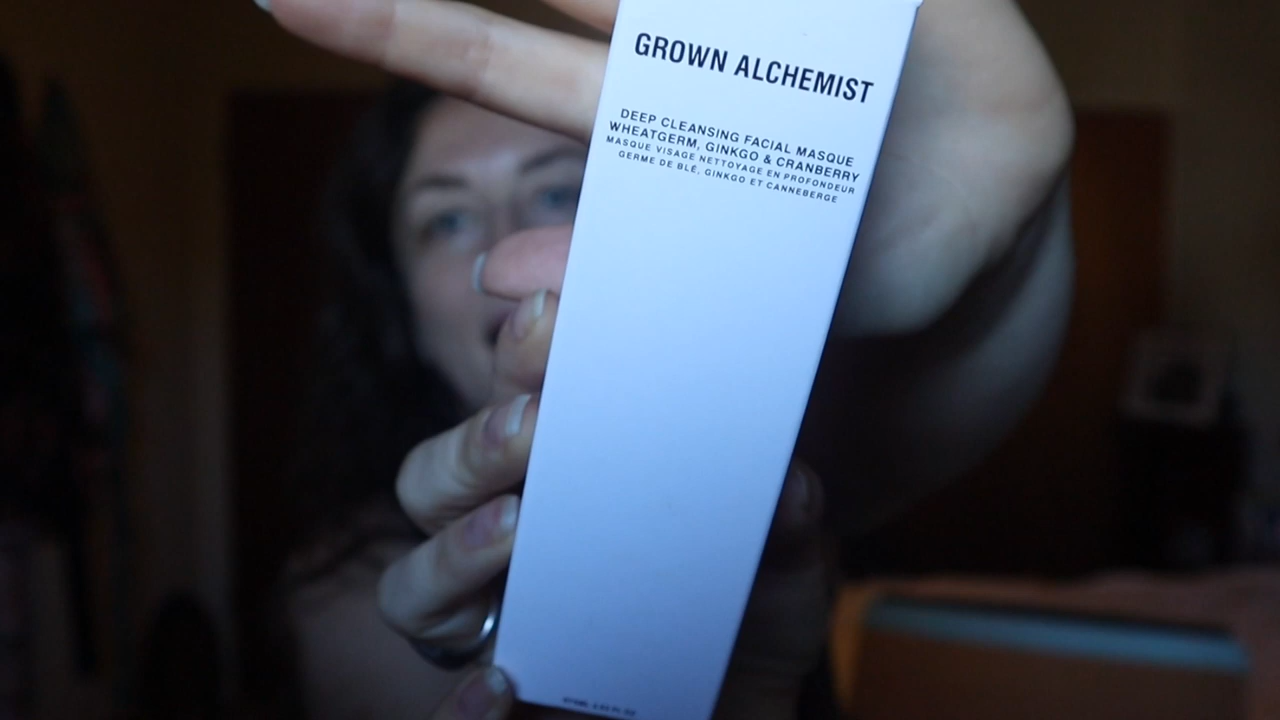 GROWN ALCHEMIST
DEEP CLEANSING FACIAL MASQUE
WHEATGERM, GINKGO & CRANBERRY
MASQUE VISAGE NETTOYAGE EN PROFONDEUR
GERME DE BLÉ, GINKGO ET CANNEBERGE